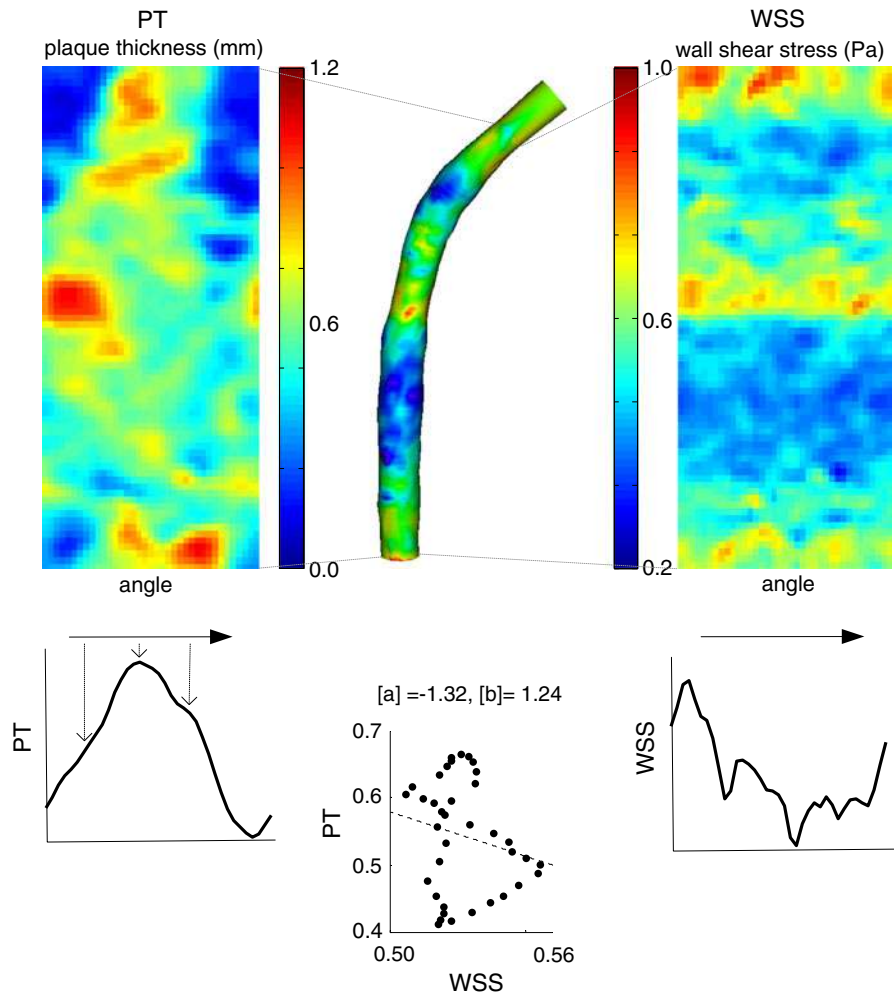 PT
plaque thickness (mm)
WSS
wall shear stress (Pa)
1.2
0.6
0.0
1.0
0.6
0.2
angle
angle
PT
[a] =-1.32, [b]= 1.24
0.7
0.6
0.5
0.4
PT
0.50
0.56
WSS
WSS